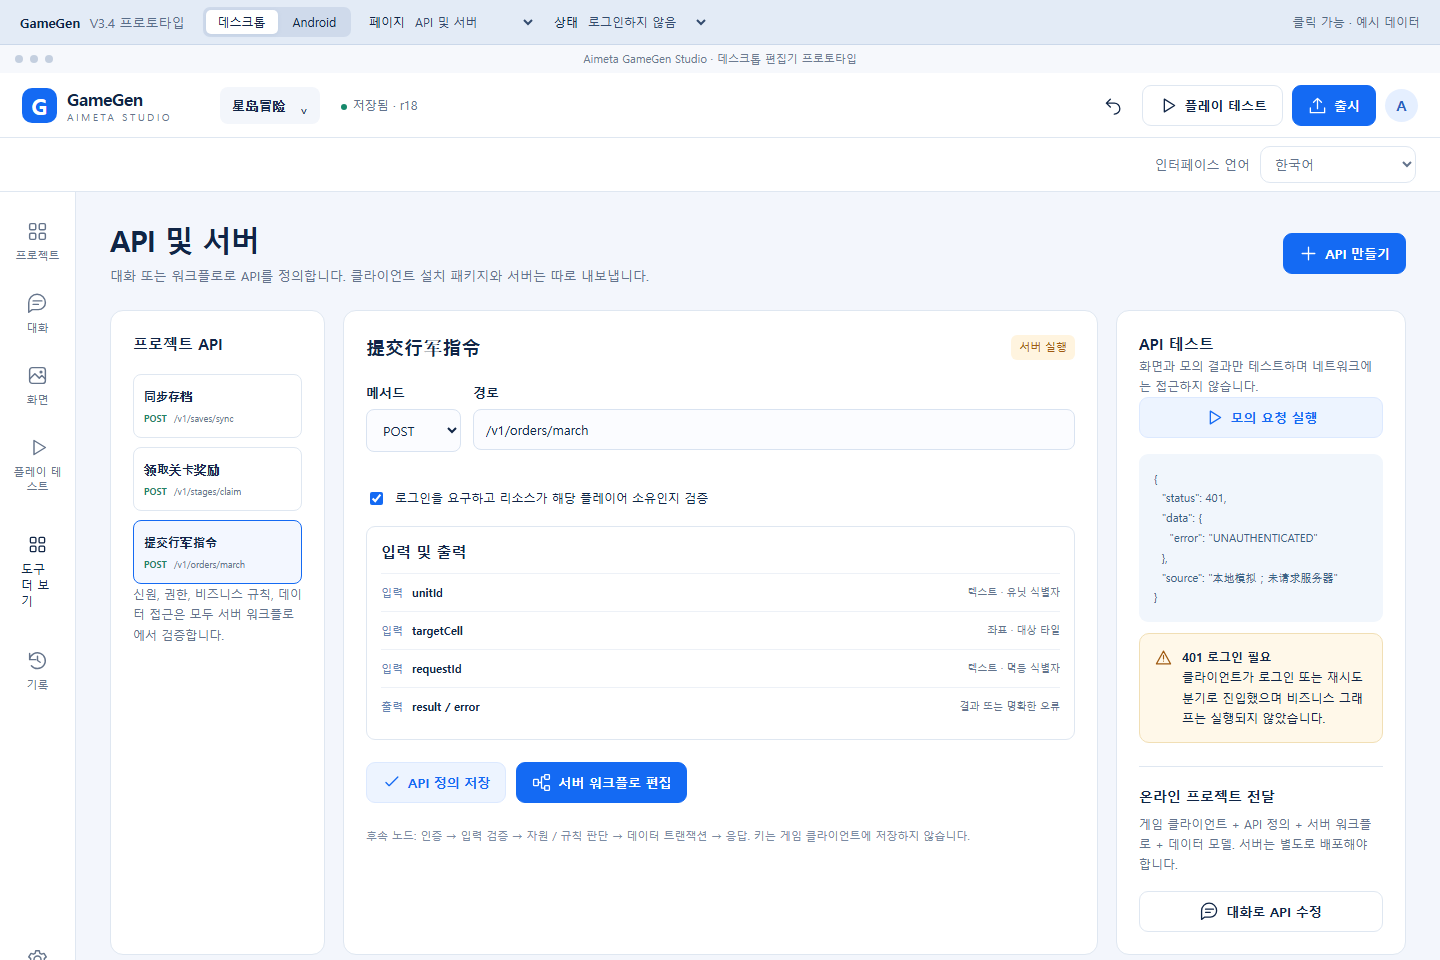 GameGen V3.4 프로토타입 데스크톱 Android 페이지 API 및 서버 상태 로그인하지 않음 클릭 가능 · 예시 데이터
Aimeta GameGen Studio · 데스크톱 편집기 프로토타입
G GameGen
AIMETA STUDIO
星岛冒险
저장됨 · r18
플레이 테스트
출시
A
인터페이스 언어 한국어
프로젝트
대화
화면
플레이 테
스트
도구
더 보
기
기록
API 및 서버
대화 또는 워크플로로 API를 정의합니다. 클라이언트 설치 패키지와 서버는 따로 내보냅니다.
API 만들기
프로젝트 API
同步存档
POST /v1/saves/sync
领取关卡奖励
POST /v1/stages/claim
提交行军指令
POST /v1/orders/march
신원, 권한, 비즈니스 규칙, 데이
터 접근은 모두 서버 워크플로
에서 검증합니다.
提交行军指令
서버 실행
메서드 경로
POST /v1/orders/march
로그인을 요구하고 리소스가 해당 플레이어 소유인지 검증
입력 및 출력
입력 unitId 텍스트 · 유닛 식별자
입력 targetCell 좌표 · 대상 타일
입력 requestId 텍스트 · 멱등 식별자
출력 result / error 결과 또는 명확한 오류
API 정의 저장
서버 워크플로 편집
후속 노드: 인증 → 입력 검증 → 자원 / 규칙 판단 → 데이터 트랜잭션 → 응답. 키는 게임 클라이언트에 저장하지 않습니다.
API 테스트
화면과 모의 결과만 테스트하며 네트워크에
는 접근하지 않습니다.
모의 요청 실행
{
"status": 401,
"data": {
"error": "UNAUTHENTICATED"
},
"source": "本地模拟；未请求服务器"
}
401 로그인 필요
클라이언트가 로그인 또는 재시도
분기로 진입했으며 비즈니스 그래
프는 실행되지 않았습니다.
온라인 프로젝트 전달
게임 클라이언트 + API 정의 + 서버 워크플
로 + 데이터 모델. 서버는 별도로 배포해야
합니다.
대화로 API 수정